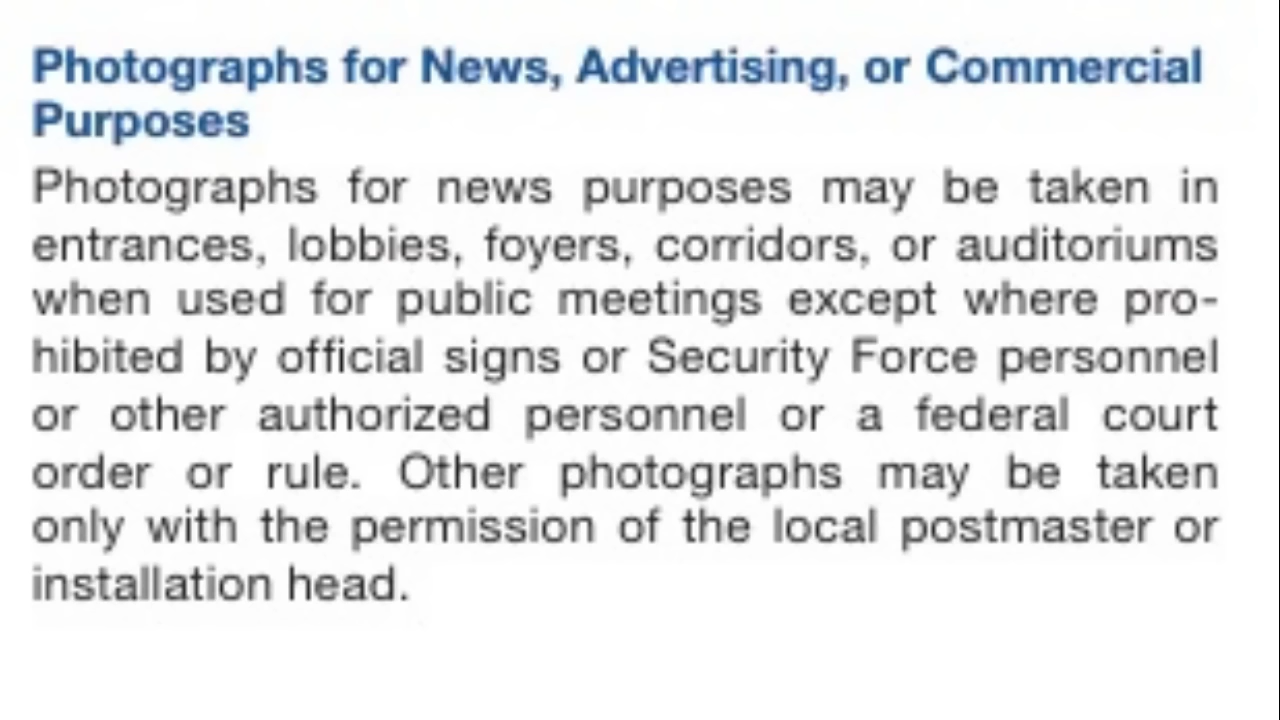 Photographs for News, Advertising, or Commercial
Purposes
Photographs for news purposes may be taken in
entrances, lobbies, foyers, corridors, or auditoriums
when used for public meetings except where pro-
hibited by official signs or Security Force personnel
or other authorized personnel or a federal court
order or rule. Other photographs may be taken
only with the permission of the local postmaster or
installation head.